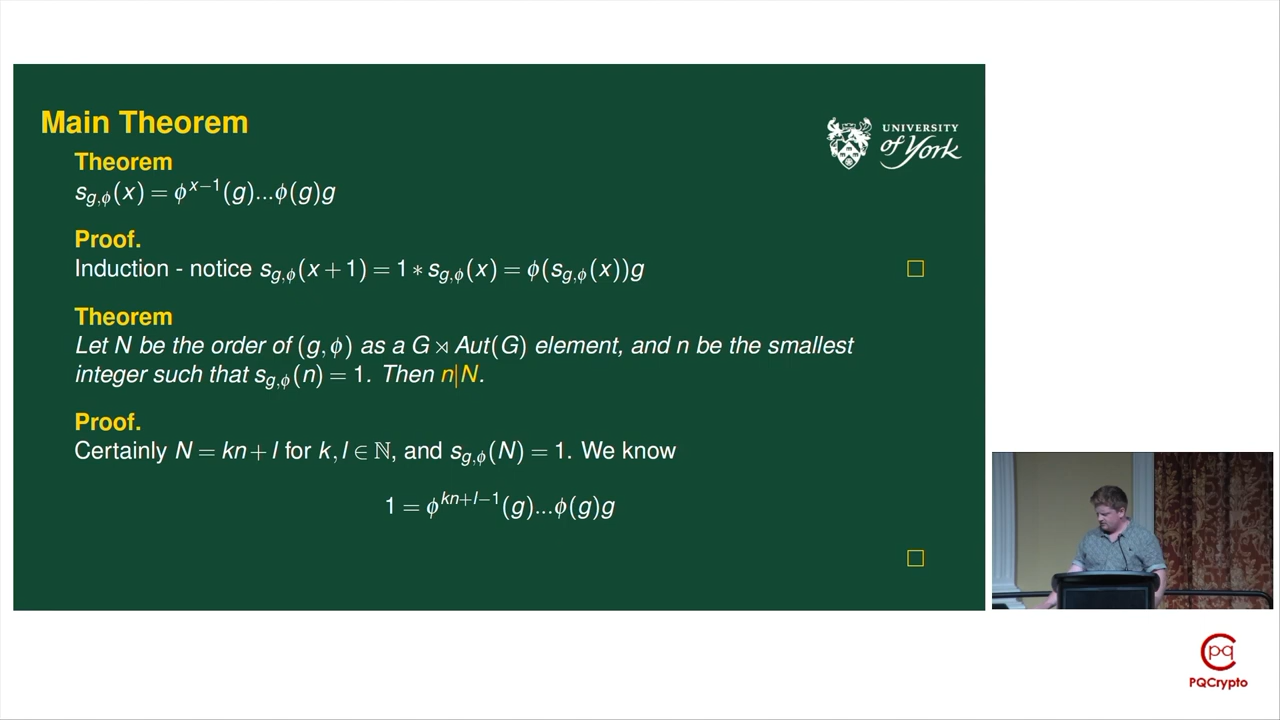 Main Theorem
UNIVERSITY
of York
Theorem
s_{g,ϕ}(x) = ϕ^{x−1}(g)...ϕ(g)g
Proof.
Induction - notice s_{g,ϕ}(x+1) = 1 ∗ s_{g,ϕ}(x) = ϕ(s_{g,ϕ}(x))g □
Theorem
Let N be the order of (g,ϕ) as a G ⋊ Aut(G) element, and n be the smallest
integer such that s_{g,ϕ}(n) = 1. Then n|N.
Proof.
Certainly N = kn + l for k, l ∈ ℕ, and s_{g,ϕ}(N) = 1. We know
1 = ϕ^{kn+l−1}(g)...ϕ(g)g
□
pq
PQCrypto